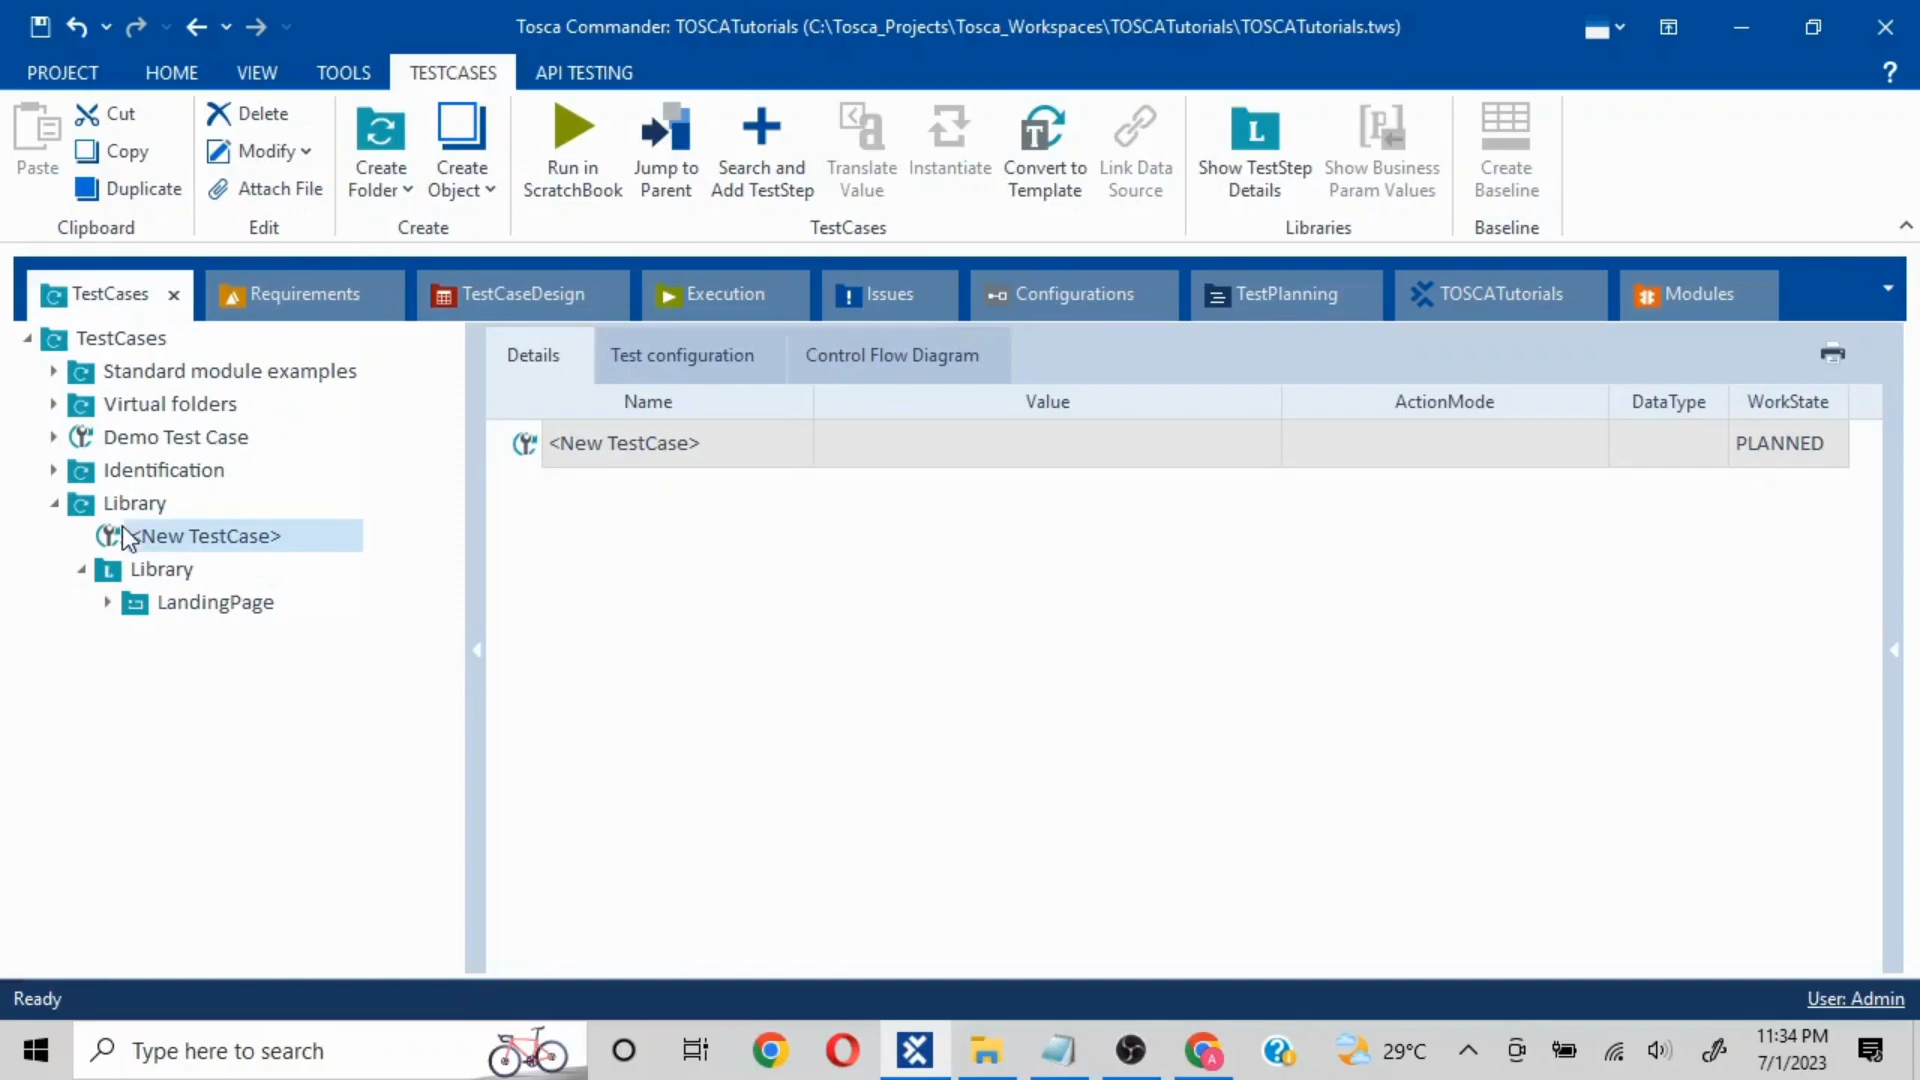 Tosca Commander: TOSCATutorials (C:\Tosca_Projects\Tosca_Workspaces\TOSCATutorials\TOSCATutorials.tws)
PROJECT HOME VIEW TOOLS TESTCASES API TESTING ?
Paste
Cut
Copy
Duplicate
Clipboard
Delete
Modify
Attach File
Edit
Create Folder
Create Object
Create
Run in ScratchBook
Jump to Parent
Search and Add TestStep
Translate Value
Instantiate
Convert to Template
Link Data Source
TestCases
Show TestStep Details
Show Business Param Values
Libraries
Create Baseline
Baseline
TestCases Requirements TestCaseDesign Execution Issues Configurations TestPlanning TOSCATutorials Modules
TestCases
Standard module examples
Virtual folders
Demo Test Case
Identification
Library
<New TestCase>
Library
LandingPage
Details Test configuration Control Flow Diagram
Name Value ActionMode DataType WorkState
<New TestCase> PLANNED
Ready User: Admin
Type here to search
29°C
11:34 PM
7/1/2023